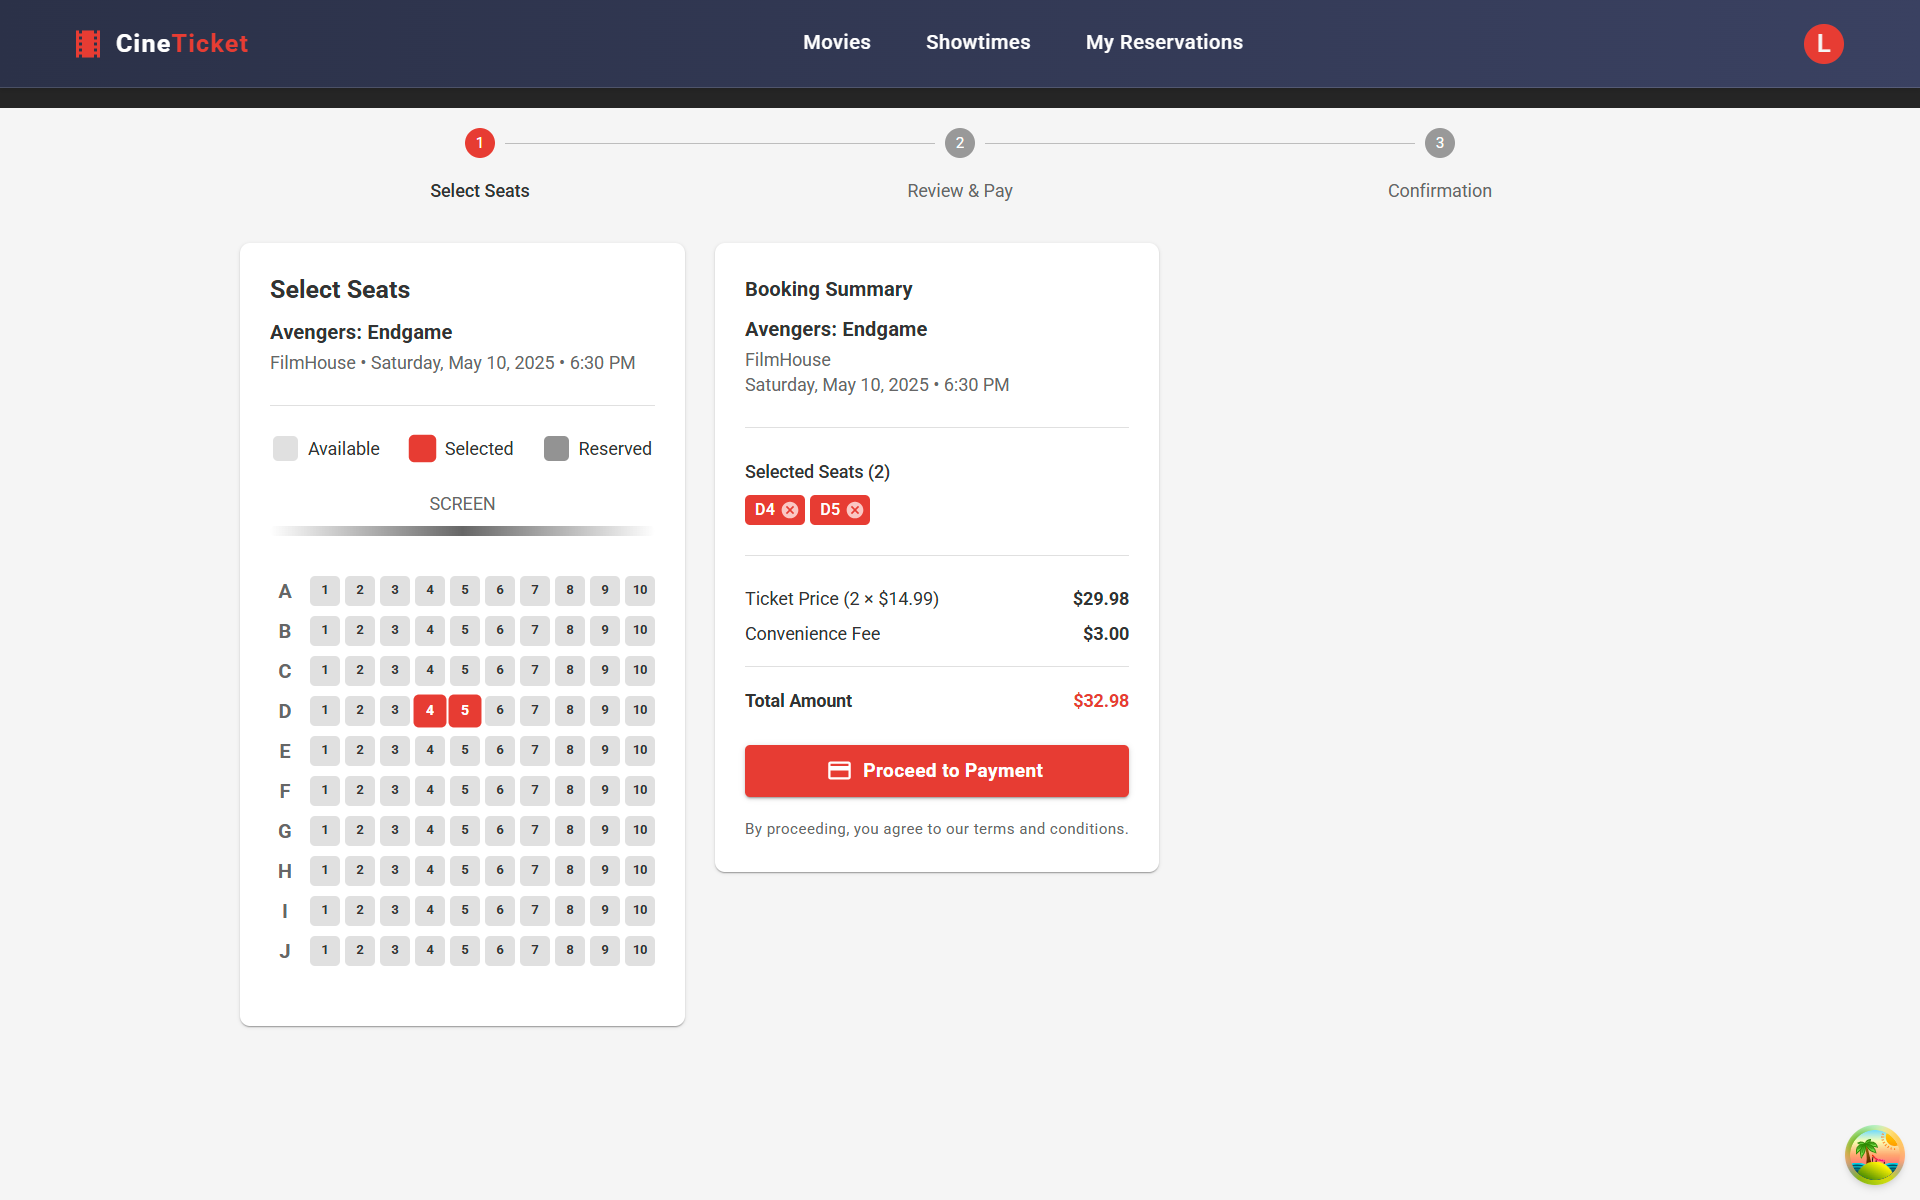 CineTicket
Movies
Showtimes
My Reservations
L
1
2
3
Select Seats
Review & Pay
Confirmation
Select Seats
Avengers: Endgame
FilmHouse • Saturday, May 10, 2025 • 6:30 PM
Available
Selected
Reserved
SCREEN
A 1 2 3 4 5 6 7 8 9 10
B 1 2 3 4 5 6 7 8 9 10
C 1 2 3 4 5 6 7 8 9 10
D 1 2 3 4 5 6 7 8 9 10
E 1 2 3 4 5 6 7 8 9 10
F 1 2 3 4 5 6 7 8 9 10
G 1 2 3 4 5 6 7 8 9 10
H 1 2 3 4 5 6 7 8 9 10
I 1 2 3 4 5 6 7 8 9 10
J 1 2 3 4 5 6 7 8 9 10
Booking Summary
Avengers: Endgame
FilmHouse
Saturday, May 10, 2025 • 6:30 PM
Selected Seats (2)
D4 D5
Ticket Price (2 × $14.99) $29.98
Convenience Fee $3.00
Total Amount $32.98
Proceed to Payment
By proceeding, you agree to our terms and conditions.